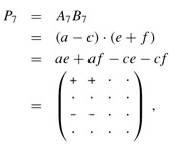 P₇ = A₇B₇
= (a − c) · (e + f)
= ae + af − ce − cf
= ( + + · ·
· · · ·
− − · ·
· · · · ) ,